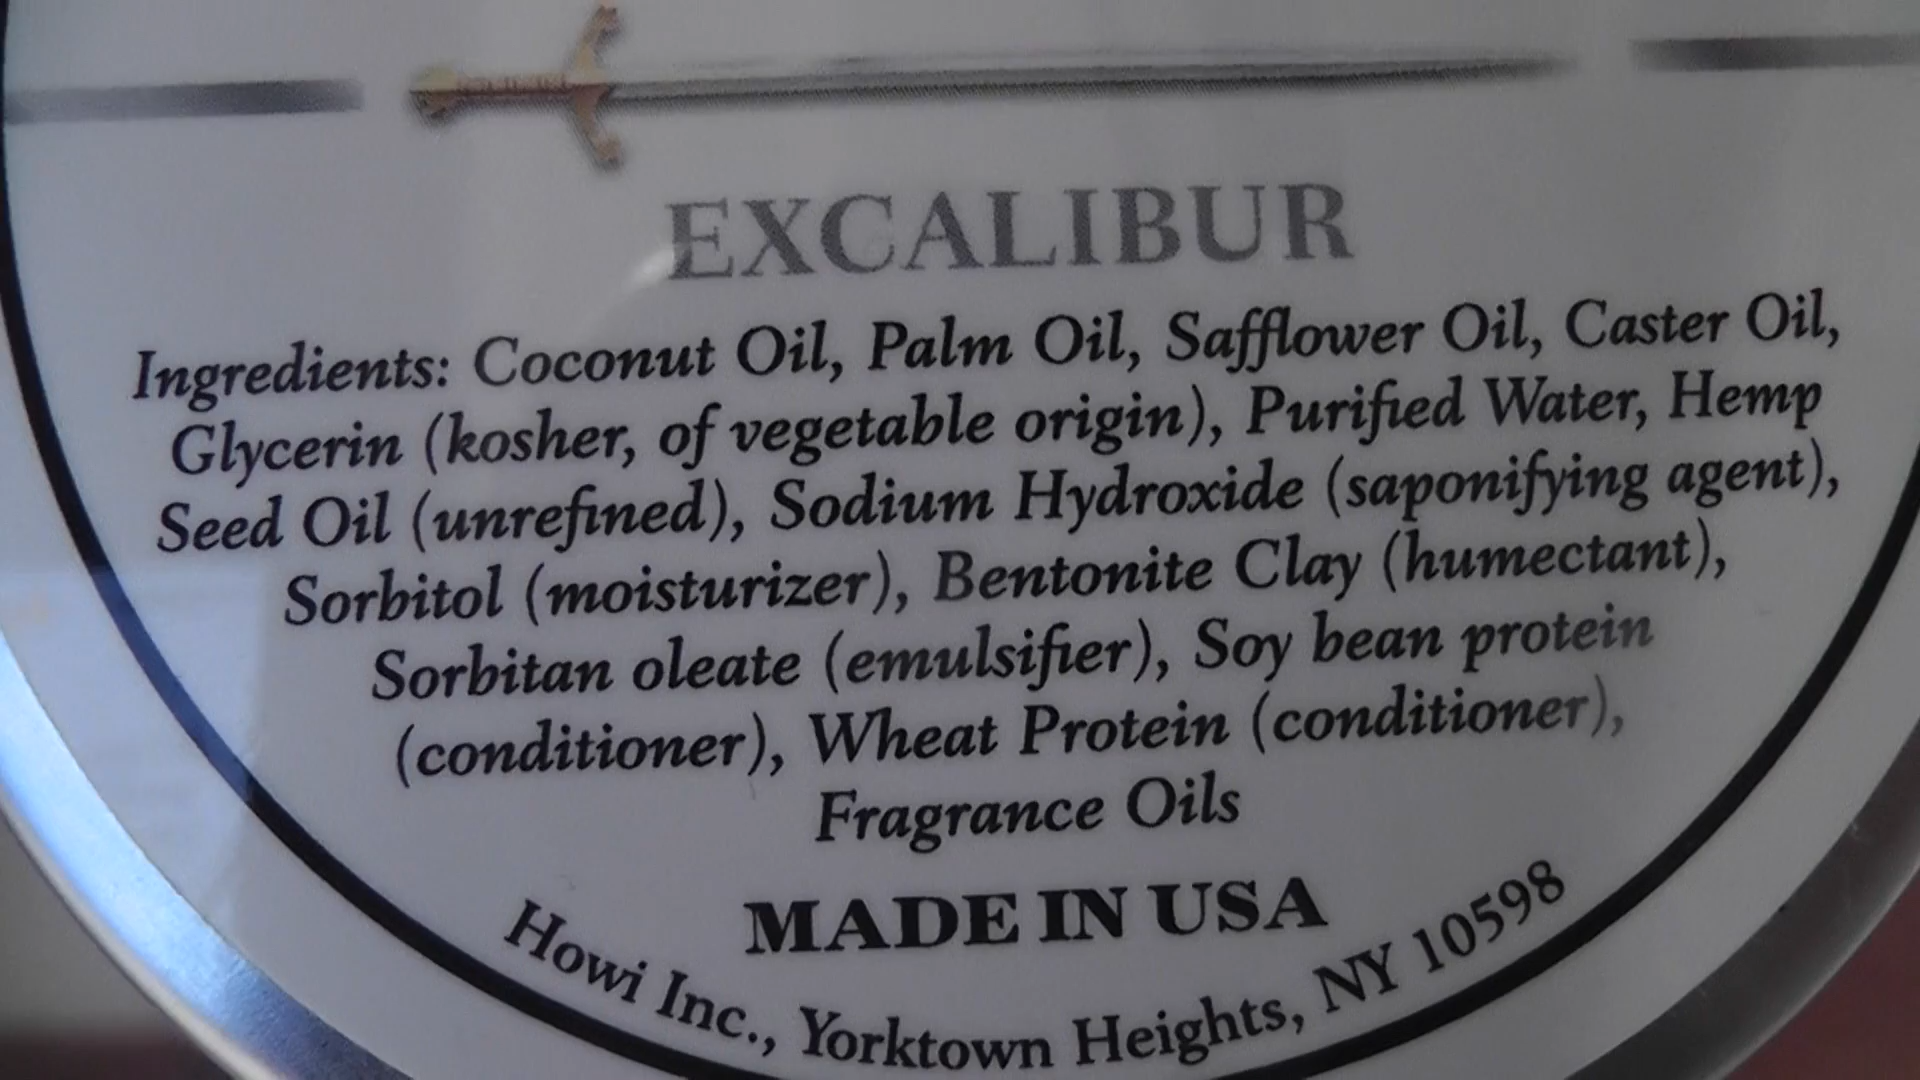 EXCALIBUR
Ingredients: Coconut Oil, Palm Oil, Safflower Oil, Caster Oil,
Glycerin (kosher, of vegetable origin), Purified Water, Hemp
Seed Oil (unrefined), Sodium Hydroxide (saponifying agent),
Sorbitol (moisturizer), Bentonite Clay (humectant),
Sorbitan oleate (emulsifier), Soy bean protein
(conditioner), Wheat Protein (conditioner),
Fragrance Oils
MADE IN USA
Howi Inc., Yorktown Heights, NY 10598